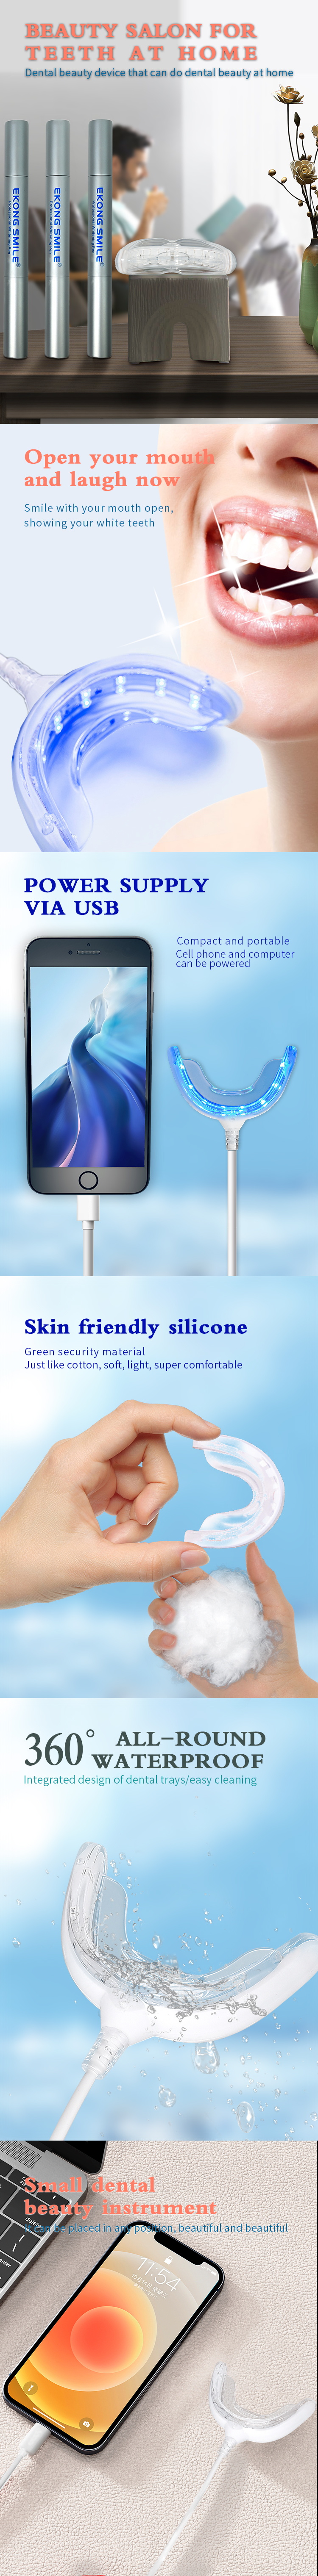 BEAUTY SALON FOR
TEETH AT HOME
Dental beauty device that can do dental beauty at home
EKONG SMILE®
EKONG SMILE®
EKONG SMILE®
Open your mouth
and laugh now
Smile with your mouth open,
showing your white teeth
POWER SUPPLY
VIA USB
Compact and portable
Cell phone and computer
can be powered
Skin friendly silicone
Green security material
Just like cotton, soft, light, super comfortable
360° ALL-ROUND
WATERPROOF
Integrated design of dental trays/easy cleaning
Small dental
beauty instrument
It can be placed in any position, beautiful and beautiful
delete
11:54